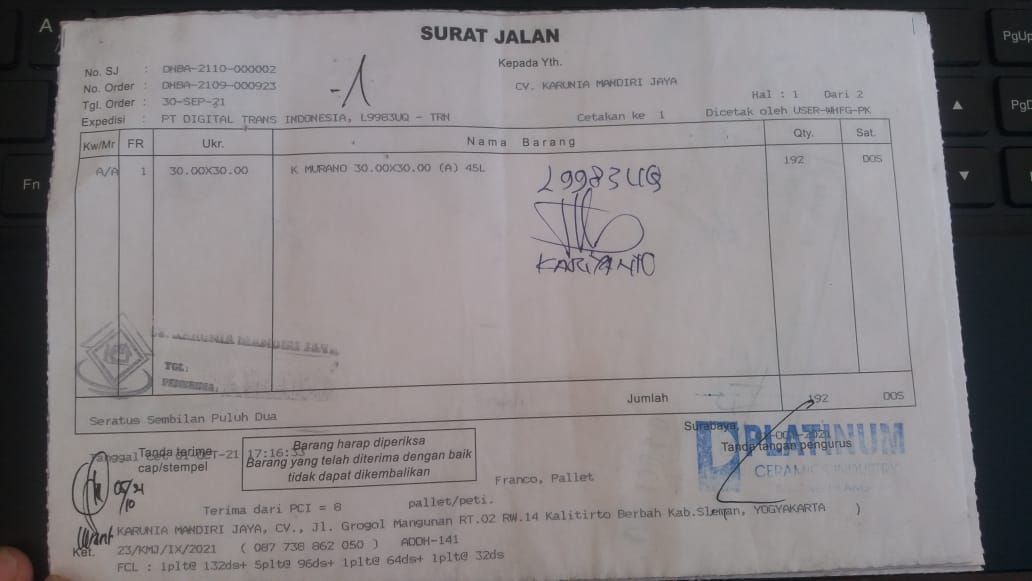 SURAT JALAN
No. SJ : DHBA-2110-000002
Kepada Yth.
No. Order : DHBA-2109-000923
CV. KARUNIA MANDIRI JAYA
Tgl. Order : 30-SEP-21
-1
Hal : 1 Dari 2
Expedisi : PT DIGITAL TRANS INDONESIA, L9983UQ - TRN
Cetakan ke 1 Dicetak oleh USER-WHFG-PK
Kw/Mr FR Ukr. Nama Barang Qty. Sat.
A/A 1 30.00X30.00 K MURANO 30.00X30.00 (A) 45L 192 DOS
L9983UQ
KARIYANTO
CV. KARUNIA MANDIRI JAYA
TGL:
PENERIMA:
Jumlah 192 DOS
Seratus Sembilan Puluh Dua
Surabaya,
PLATINUM
CERAMICS INDUSTRY
Tanda tangan pengurus
Tanggal Cec 01-OCT-21 17:16:33
Tanda terima
cap/stempel
Barang harap diperiksa
Barang yang telah diterima dengan baik
tidak dapat dikembalikan
Franco, Pallet
05/10 21
Terima dari PCI = 8 pallet/peti.
KARUNIA MANDIRI JAYA, CV., Jl. Grogol Mangunan RT.02 RW.14 Kalitirto Berbah Kab.Sleman, YOGYAKARTA )
Ket. 23/KMJ/IX/2021 ( 087 738 862 050 ) ADDH-141
FCL : 1plt@ 132ds+ 5plt@ 96ds+ 1plt@ 64ds+ 1plt@ 32ds
A
Fn
PgUp
PgD